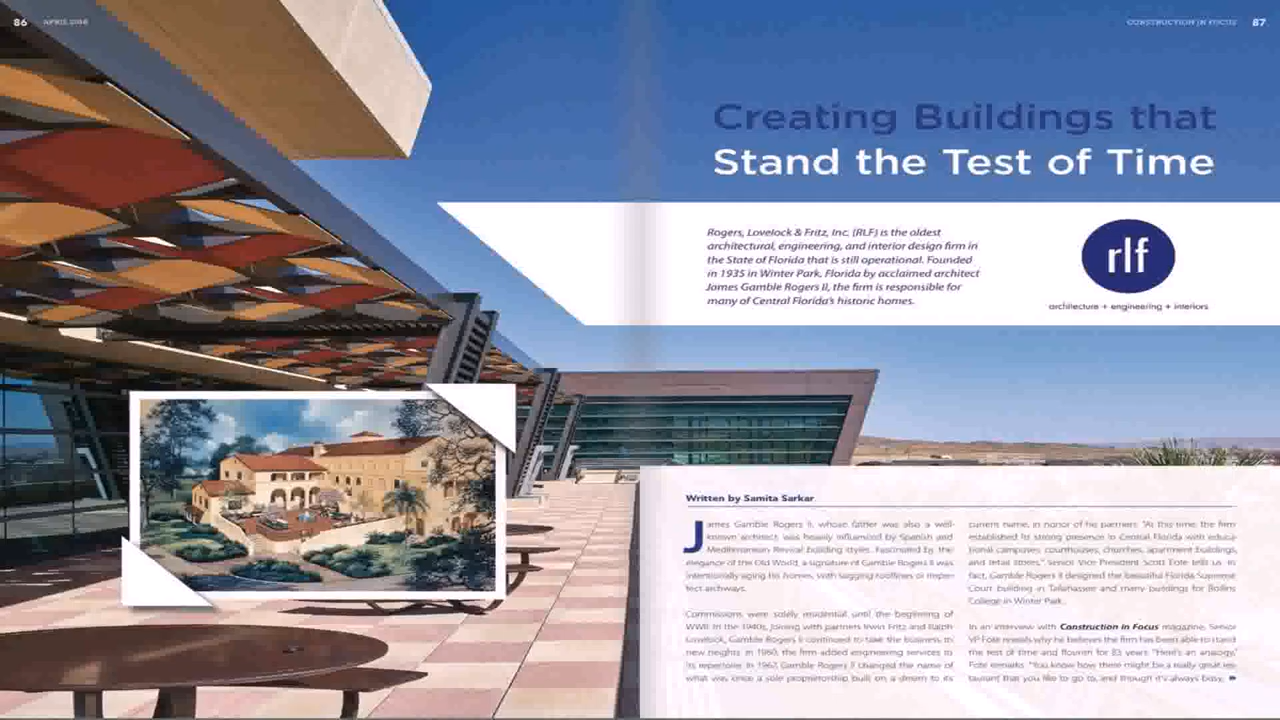 86 APRIL 2018
CONSTRUCTION IN FOCUS 87
Creating Buildings that
Stand the Test of Time
Rogers, Lovelock & Fritz, Inc. (RLF) is the oldest
architectural, engineering, and interior design firm in
the State of Florida that is still operational. Founded
in 1935 in Winter Park, Florida by acclaimed architect
James Gamble Rogers II, the firm is responsible for
many of Central Florida's historic homes.
rlf
architecture + engineering + interiors
Written by Samita Sarkar
James Gamble Rogers II, whose father was also a well-
known architect, was heavily influenced by Spanish and
Mediterranean Revival building styles. Fascinated by the
elegance of the Old World, a signature of Gamble Rogers II was
intentionally aging his homes, with sagging rooflines or imper-
fect archways.
Commissions were solely residential until the beginning of
WWII. In the 1940s, joining with partners Irwin Fritz and Ralph
Lovelock, Gamble Rogers II continued to take the business to
new heights. In 1960, the firm added engineering services to
its repertoire. In 1967, Gamble Rogers II changed the name of
what was once a sole proprietorship built on a dream to its
current name, in honor of his partners. "At this time, the firm
established its strong presence in Central Florida with educa-
tional campuses, courthouses, churches, apartment buildings,
and retail stores," Senior Vice President Scott Fote tells us. In
fact, Gamble Rogers II designed the beautiful Florida Supreme
Court building in Tallahassee and many buildings for Rollins
College in Winter Park.
In an interview with Construction in Focus magazine, Senior
VP Fote reveals why he believes the firm has been able to stand
the test of time and flourish for 83 years. "Here's an analogy,"
Fote remarks. "You know how there might be a really great res-
taurant that you like to go to, and though it's always busy,